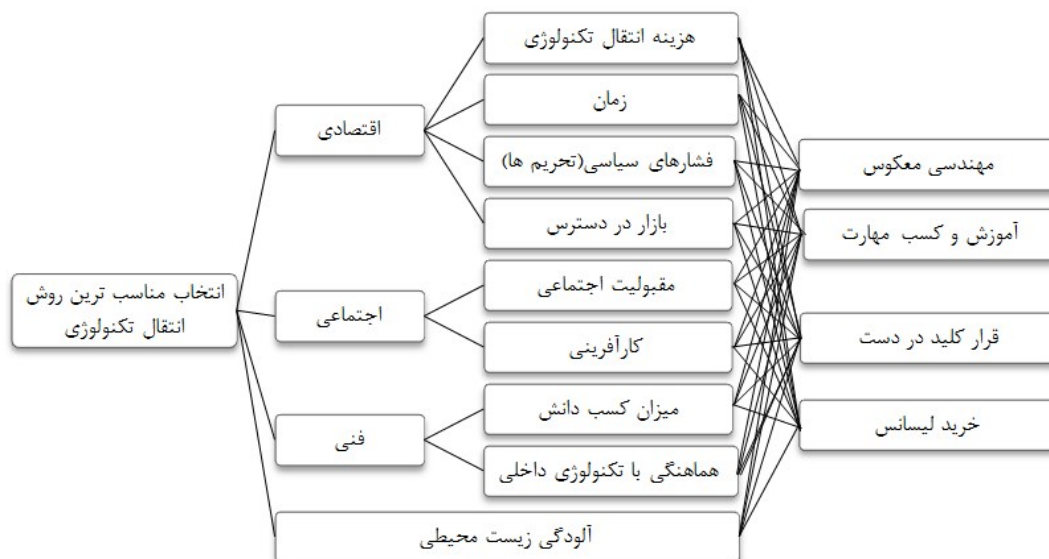 انتخاب مناسب ترین روش
انتقال تکنولوژی
اقتصادی
اجتماعی
فنی
آلودگی زیست محیطی
هزینه انتقال تکنولوژی
زمان
فشارهای سیاسی(تحریم ها)
بازار در دسترس
مقبولیت اجتماعی
کارآفرینی
میزان کسب دانش
هماهنگی با تکنولوژی داخلی
مهندسی معکوس
آموزش و کسب مهارت
قرار کلید در دست
خرید لیسانس